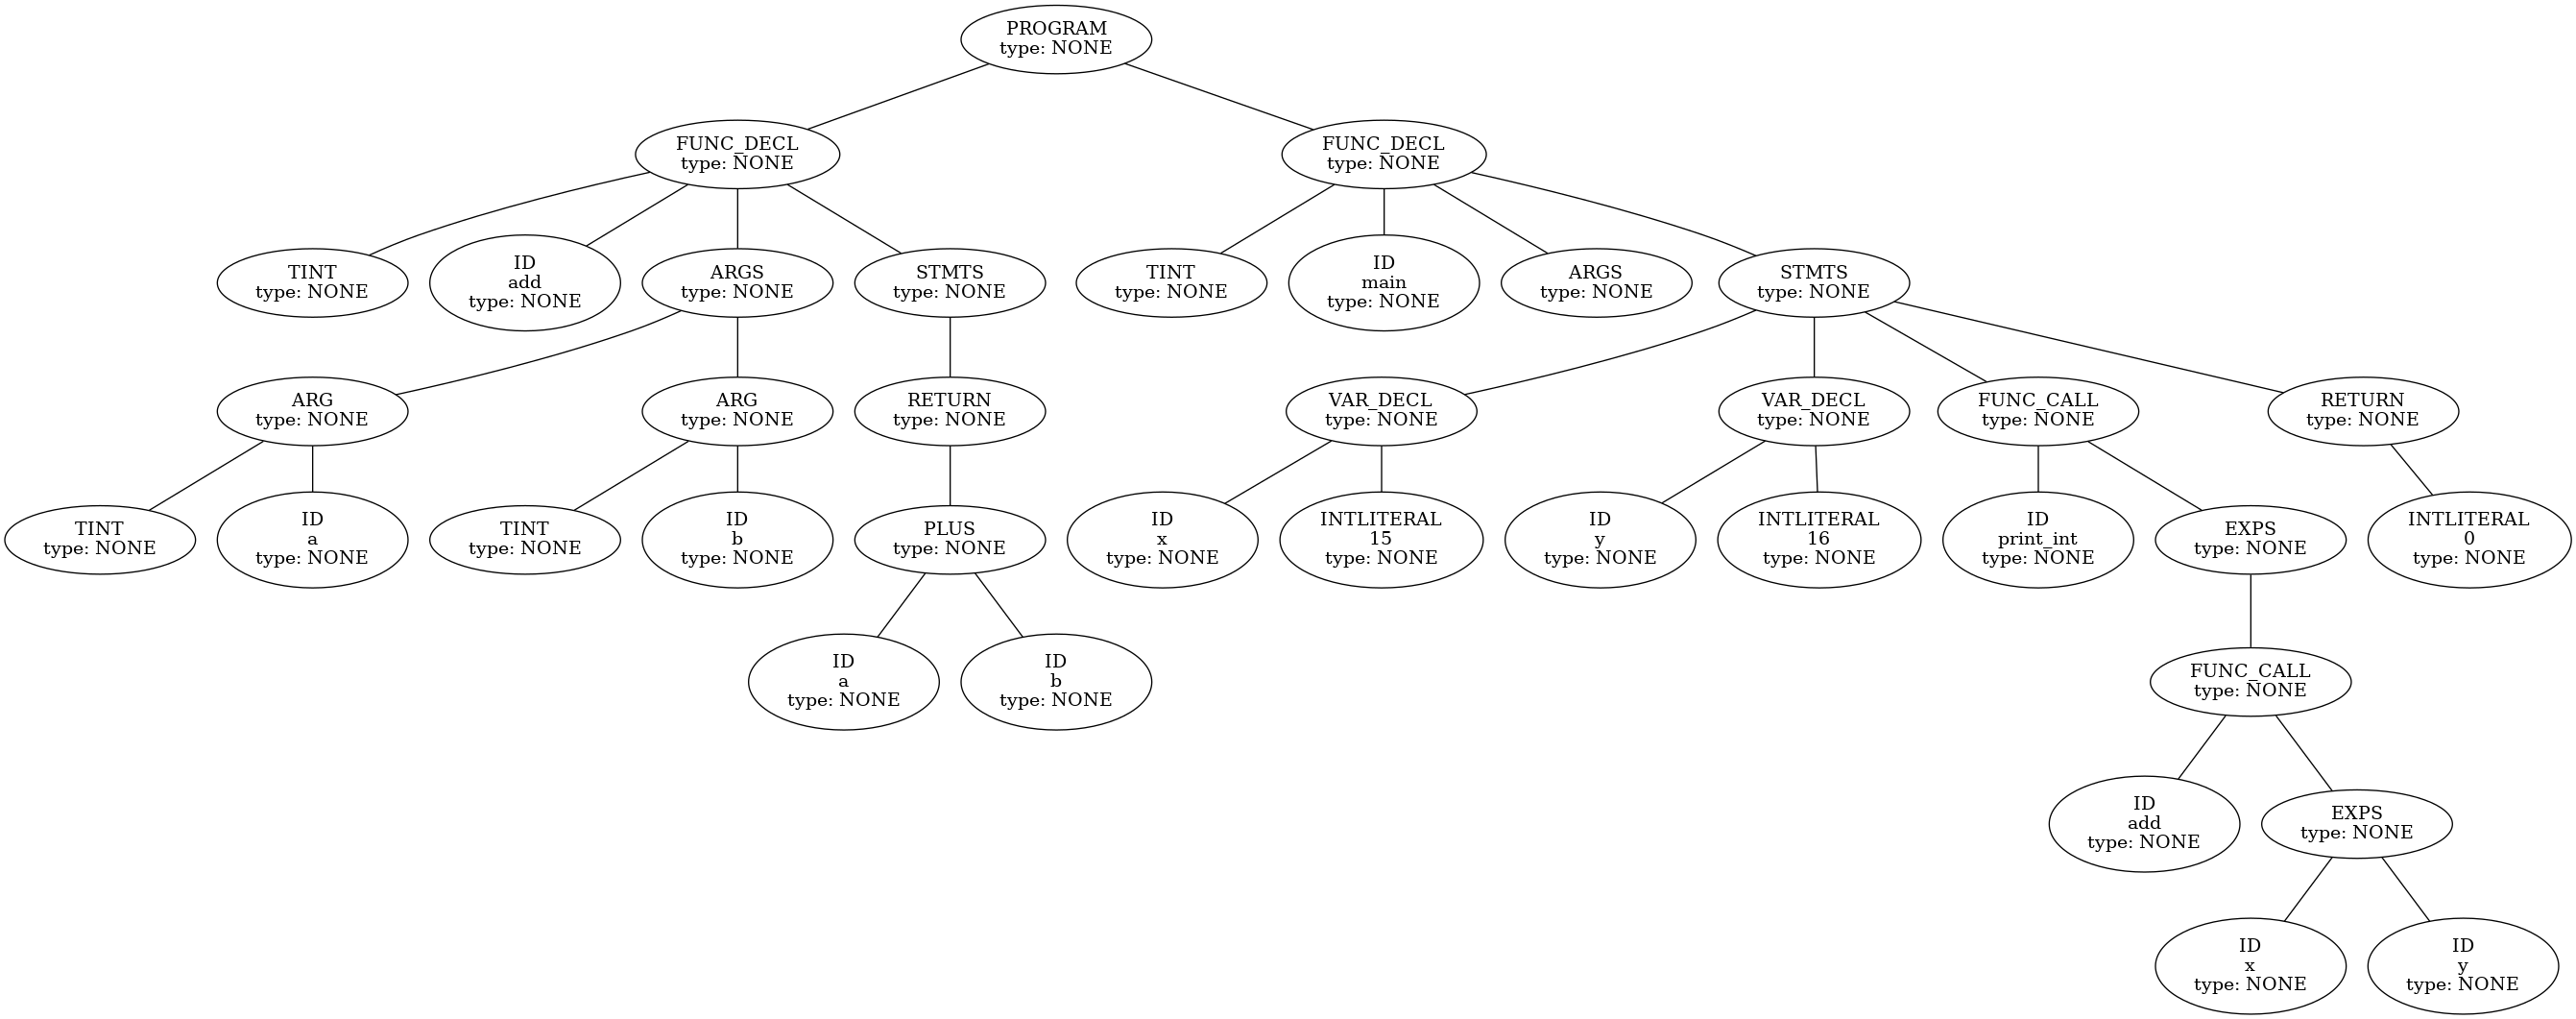 PROGRAM
type: NONE
FUNC_DECL
type: NONE
FUNC_DECL
type: NONE
TINT
type: NONE
ID
add
type: NONE
ARGS
type: NONE
STMTS
type: NONE
TINT
type: NONE
ID
main
type: NONE
ARGS
type: NONE
STMTS
type: NONE
ARG
type: NONE
ARG
type: NONE
RETURN
type: NONE
VAR_DECL
type: NONE
VAR_DECL
type: NONE
FUNC_CALL
type: NONE
RETURN
type: NONE
TINT
type: NONE
ID
a
type: NONE
TINT
type: NONE
ID
b
type: NONE
PLUS
type: NONE
ID
x
type: NONE
INTLITERAL
15
type: NONE
ID
y
type: NONE
INTLITERAL
16
type: NONE
ID
print_int
type: NONE
EXPS
type: NONE
INTLITERAL
0
type: NONE
ID
a
type: NONE
ID
b
type: NONE
FUNC_CALL
type: NONE
ID
add
type: NONE
EXPS
type: NONE
ID
x
type: NONE
ID
y
type: NONE